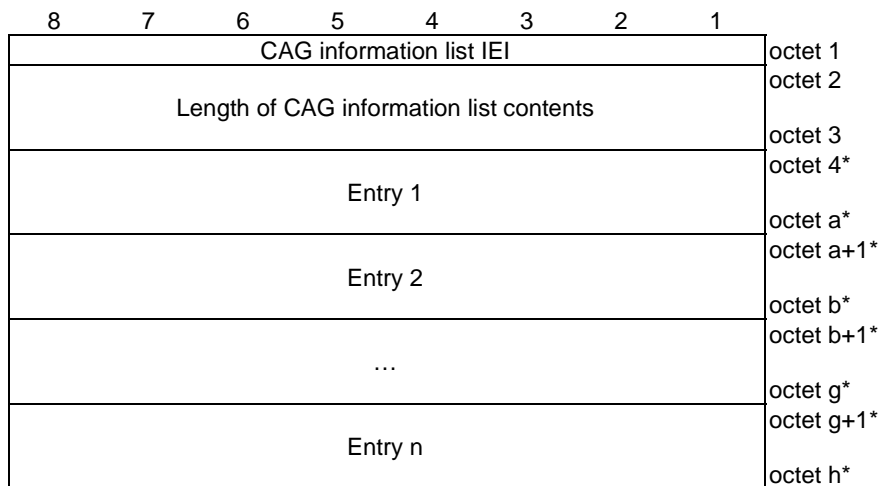 8 7 6 5 4 3 2 1
CAG information list IEI octet 1
octet 2
Length of CAG information list contents
octet 3
octet 4*
Entry 1
octet a*
octet a+1*
Entry 2
octet b*
octet b+1*
…
octet g*
octet g+1*
Entry n
octet h*